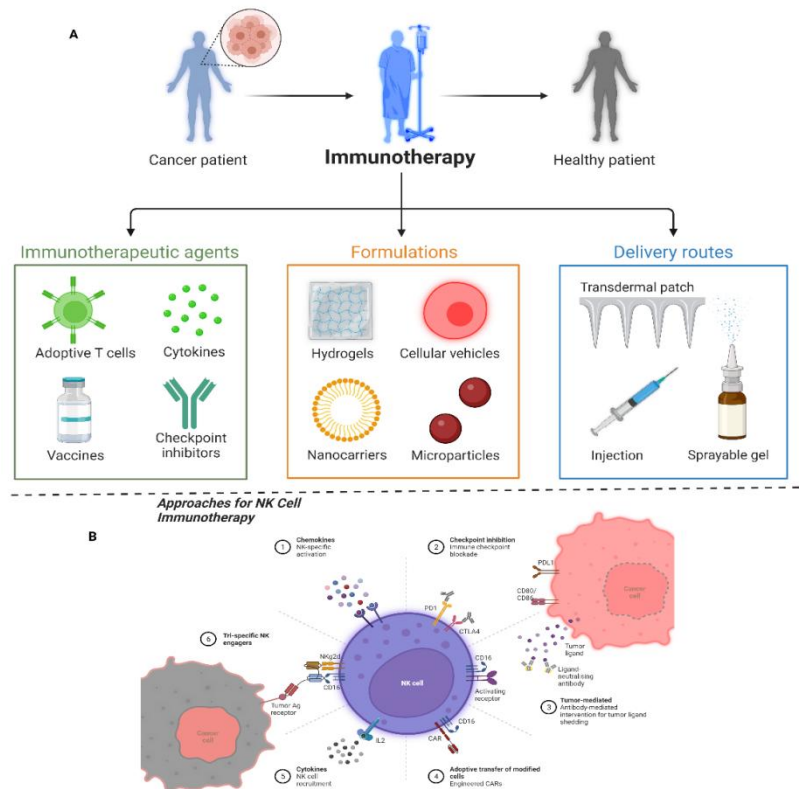 A
Cancer patient
Immunotherapy
Healthy patient
Immunotherapeutic agents
Adoptive T cells
Cytokines
Vaccines
Checkpoint
inhibitors
Formulations
Hydrogels
Cellular vehicles
Nanocarriers
Microparticles
Delivery routes
Transdermal patch
Injection
Sprayable gel
Approaches for NK Cell
Immunotherapy
B
1 Chemokines
NK-specific
activation
2 Checkpoint inhibition
Immune checkpoint
blockade
PDL1
CD80/
CD86
Cancer
cell
PD1
CTLA4
Tumor
ligand
Ligand-
neutralising
antibody
6 Tri-specific NK
engagers
NKg2d
CD16
NK cell
CD16
Activating
receptor
Tumor Ag
receptor
3 Tumor-mediated
Antibody-mediated
intervention for tumor ligand
shedding
Cancer
cell
IL2
CAR
CD16
5 Cytokines
NK cell
recruitment
4 Adoptive transfer of modified
cells
Engineered CARs